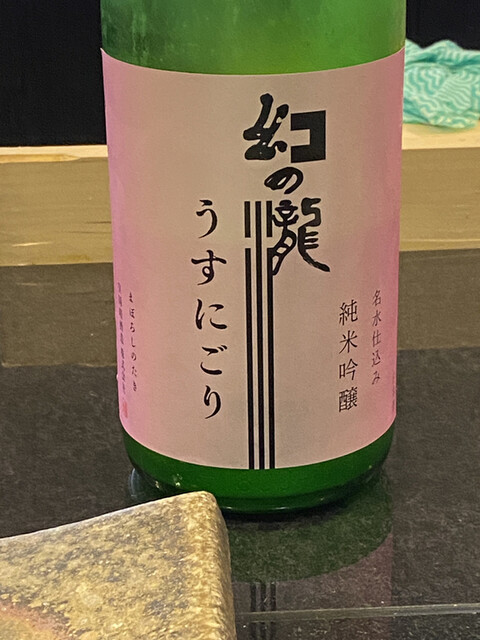 名水仕込み
純米吟醸
幻の瀧
うすにごり
まぼろしのたき